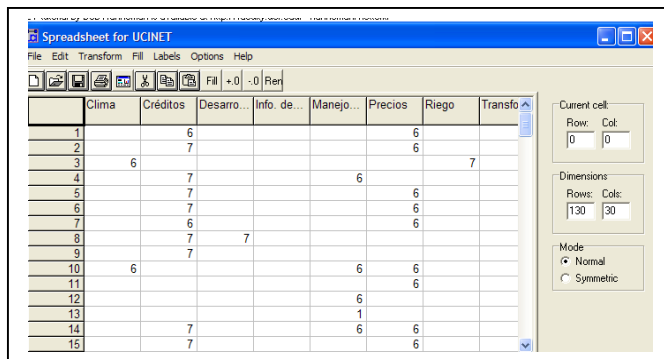 Spreadsheet for UCINET
File Edit Transform Fill Labels Options Help
Fill +.0 -.0 Ren
Clima Créditos Desarro... Info. de... Manejo... Precios Riego Transfo
1 6 6
2 7 6
3 6 7
4 7 6
5 7 6
6 7 6
7 6 6
8 7 7
9 7
10 6 6 6
11 6
12 6
13 1
14 7 6 6
15 7 6
Current cell:
Row: Col:
0 0
Dimensions
Rows: Cols:
130 30
Mode
Normal
Symmetric